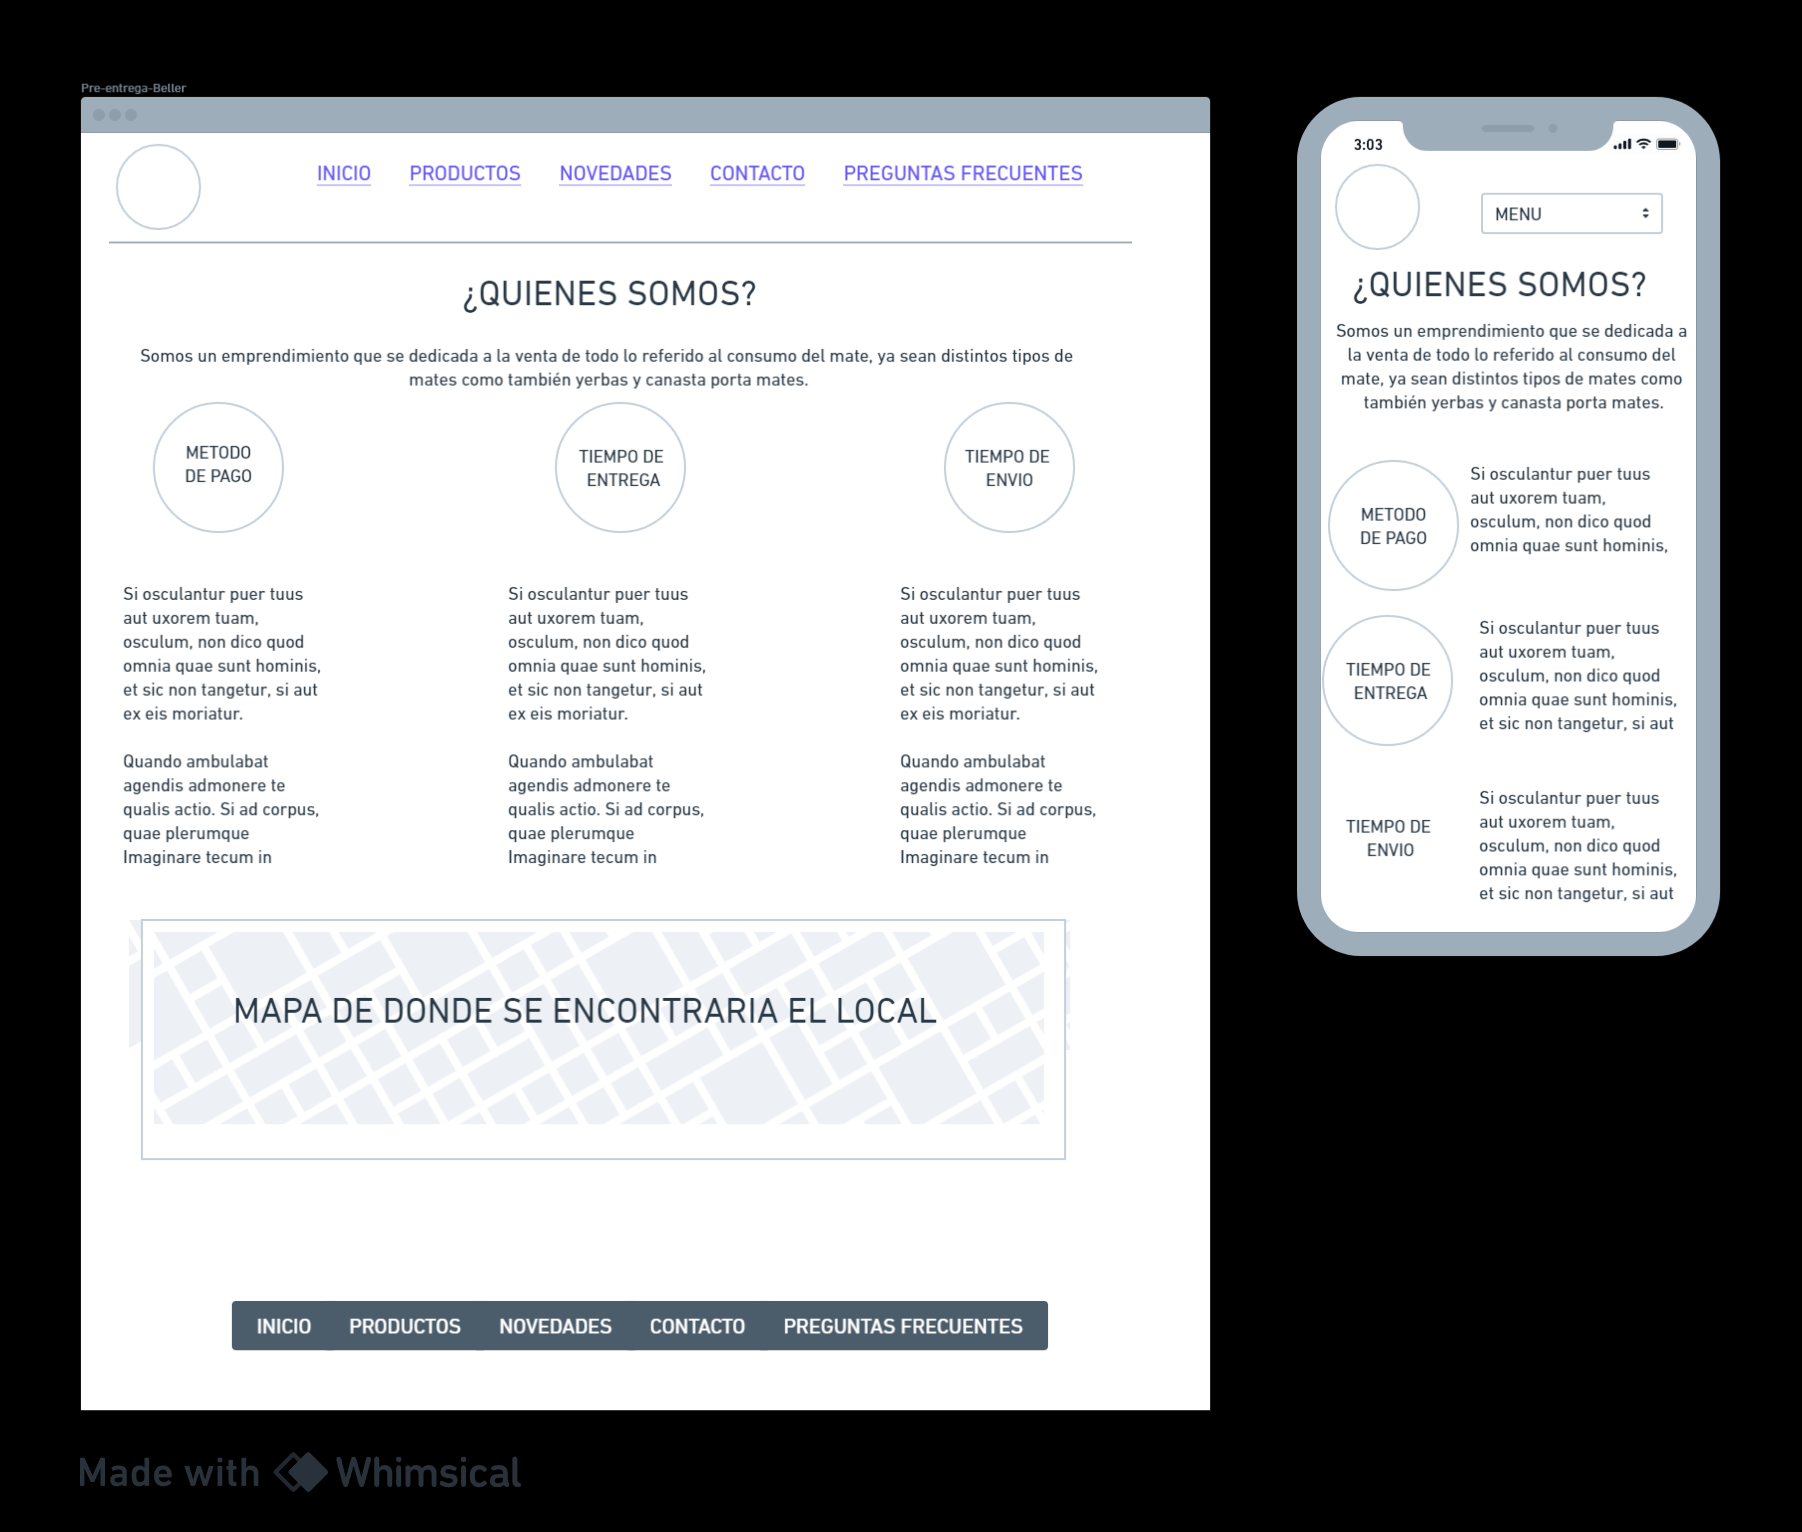 Pre-entrega-Beller
INICIO PRODUCTOS NOVEDADES CONTACTO PREGUNTAS FRECUENTES
¿QUIENES SOMOS?
Somos un emprendimiento que se dedicada a la venta de todo lo referido al consumo del mate, ya sean distintos tipos de
mates como también yerbas y canasta porta mates.
METODO
DE PAGO
TIEMPO DE
ENTREGA
TIEMPO DE
ENVIO
Si osculantur puer tuus
aut uxorem tuam,
osculum, non dico quod
omnia quae sunt hominis,
et sic non tangetur, si aut
ex eis moriatur.
Quando ambulabat
agendis admonere te
qualis actio. Si ad corpus,
quae plerumque
Imaginare tecum in
Si osculantur puer tuus
aut uxorem tuam,
osculum, non dico quod
omnia quae sunt hominis,
et sic non tangetur, si aut
ex eis moriatur.
Quando ambulabat
agendis admonere te
qualis actio. Si ad corpus,
quae plerumque
Imaginare tecum in
Si osculantur puer tuus
aut uxorem tuam,
osculum, non dico quod
omnia quae sunt hominis,
et sic non tangetur, si aut
ex eis moriatur.
Quando ambulabat
agendis admonere te
qualis actio. Si ad corpus,
quae plerumque
Imaginare tecum in
MAPA DE DONDE SE ENCONTRARIA EL LOCAL
INICIO PRODUCTOS NOVEDADES CONTACTO PREGUNTAS FRECUENTES
3:03
MENU
¿QUIENES SOMOS?
Somos un emprendimiento que se dedicada a
la venta de todo lo referido al consumo del
mate, ya sean distintos tipos de mates como
también yerbas y canasta porta mates.
METODO
DE PAGO
Si osculantur puer tuus
aut uxorem tuam,
osculum, non dico quod
omnia quae sunt hominis,
TIEMPO DE
ENTREGA
Si osculantur puer tuus
aut uxorem tuam,
osculum, non dico quod
omnia quae sunt hominis,
et sic non tangetur, si aut
TIEMPO DE
ENVIO
Si osculantur puer tuus
aut uxorem tuam,
osculum, non dico quod
omnia quae sunt hominis,
et sic non tangetur, si aut
Made with Whimsical